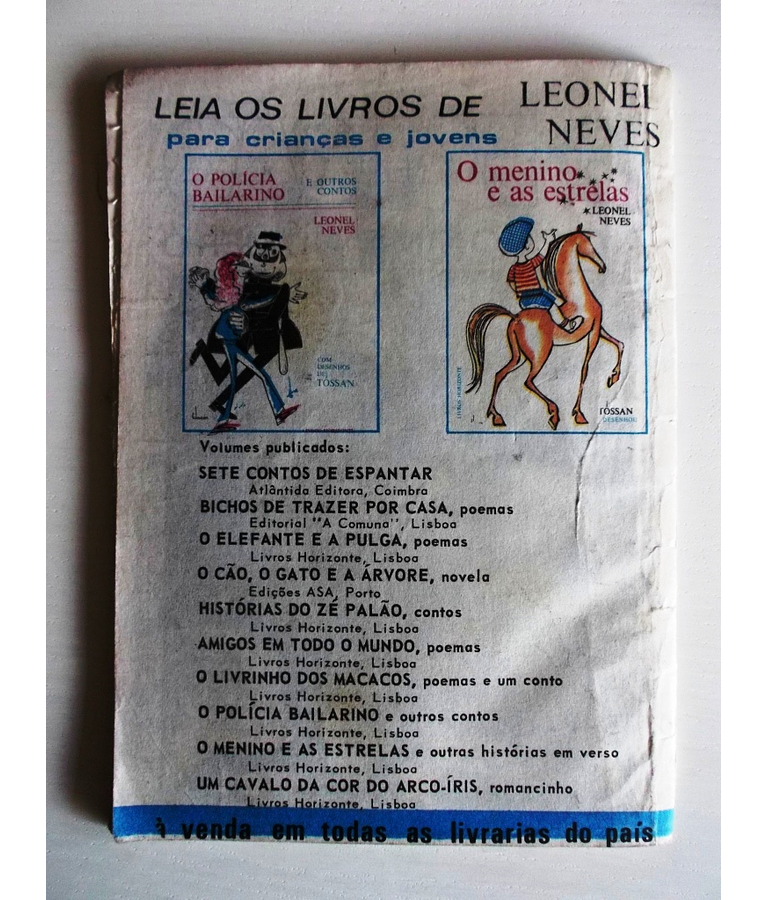 LEIA OS LIVROS DE LEONEL NEVES
para crianças e jovens
O POLÍCIA BAILARINO
E OUTROS CONTOS
LEONEL NEVES
COM DESENHOS DE TÓSSAN
O menino
e as estrelas
LEONEL NEVES
LIVROS HORIZONTE
TÓSSAN
DESENHOU
Volumes publicados:
SETE CONTOS DE ESPANTAR
Atlântida Editora, Coimbra
BICHOS DE TRAZER POR CASA, poemas
Editorial "A Comuna", Lisboa
O ELEFANTE E A PULGA, poemas
Livros Horizonte, Lisboa
O CÃO, O GATO E A ÁRVORE, novela
Edições ASA, Porto
HISTÓRIAS DO ZÉ PALÃO, contos
Livros Horizonte, Lisboa
AMIGOS EM TODO O MUNDO, poemas
Livros Horizonte, Lisboa
O LIVRINHO DOS MACACOS, poemas e um conto
Livros Horizonte, Lisboa
O POLÍCIA BAILARINO e outros contos
Livros Horizonte, Lisboa
O MENINO E AS ESTRELAS e outras histórias em verso
Livros Horizonte, Lisboa
UM CAVALO DA COR DO ARCO-ÍRIS, romancinho
Livros Horizonte, Lisboa
à venda em todas as livrarias do país